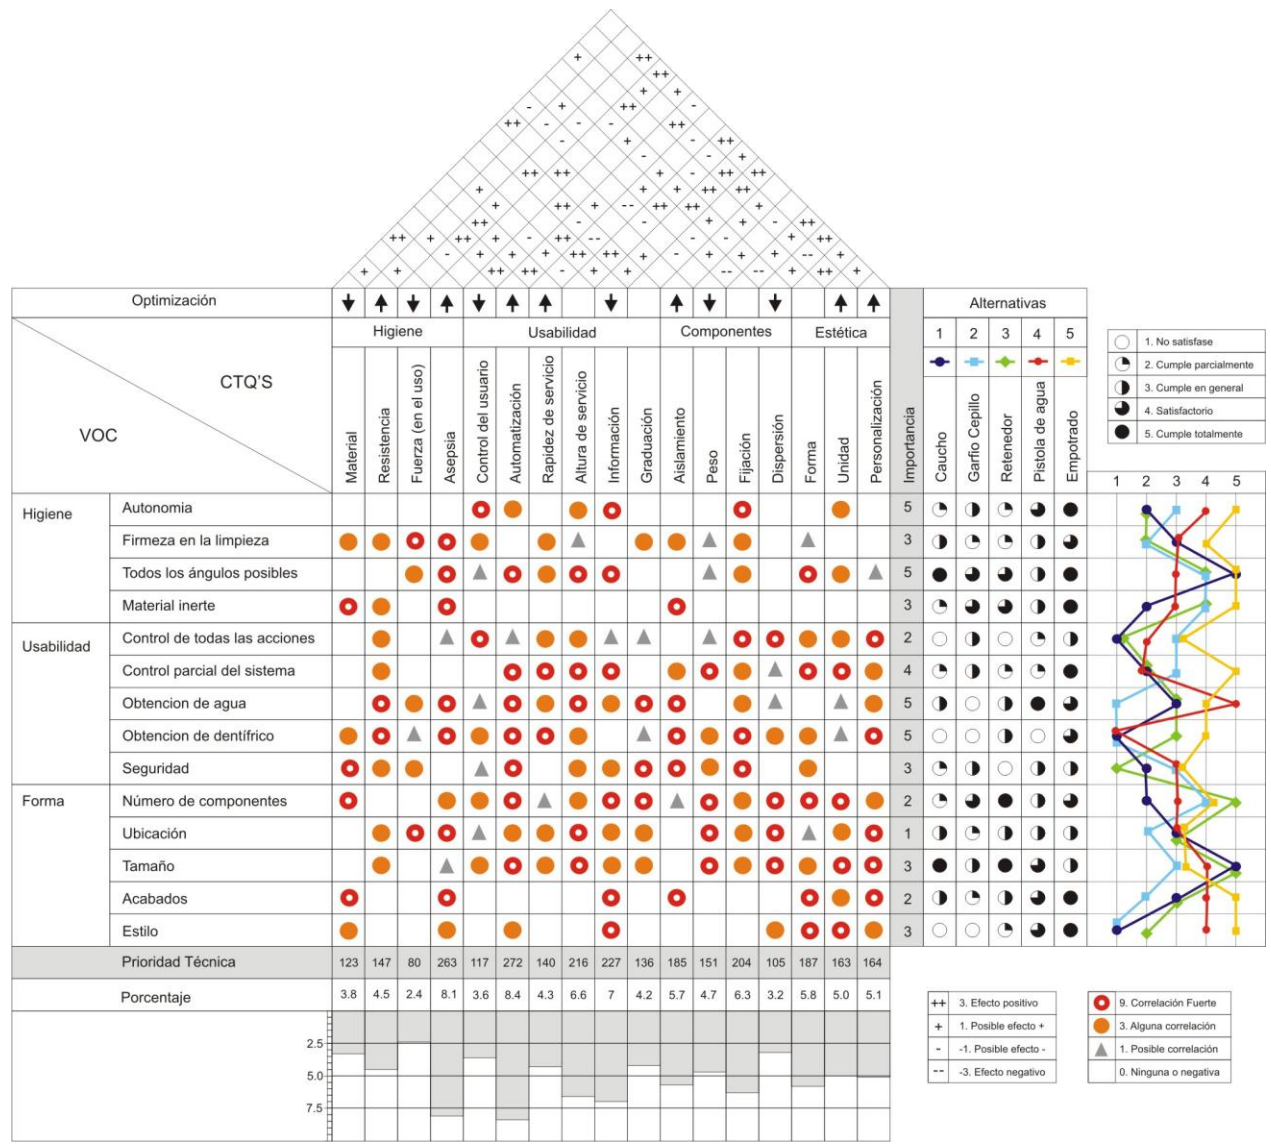 Optimización
Alternativas
Higiene Usabilidad Componentes Estética
1 2 3 4 5
CTQ'S
VOC
Material
Resistencia
Fuerza (en el uso)
Asepsia
Control del usuario
Automatización
Rapidez de servicio
Altura de servicio
Información
Graduación
Aislamiento
Peso
Fijación
Dispersión
Forma
Unidad
Personalización
Importancia
Caucho
Garfio Cepillo
Retenedor
Pistola de agua
Empotrado
1. No satisfase
2. Cumple parcialmente
3. Cumple en general
4. Satisfactorio
5. Cumple totalmente
1 2 3 4 5
Higiene
Autonomia 5
Firmeza en la limpieza 3
Todos los ángulos posibles 5
Material inerte 3
Usabilidad
Control de todas las acciones 2
Control parcial del sistema 4
Obtencion de agua 5
Obtencion de dentífrico 5
Seguridad 3
Forma
Número de componentes 2
Ubicación 1
Tamaño 3
Acabados 2
Estilo 3
Prioridad Técnica 123 147 80 263 117 272 140 216 227 136 185 151 204 105 187 163 164
Porcentaje 3.8 4.5 2.4 8.1 3.6 8.4 4.3 6.6 7 4.2 5.7 4.7 6.3 3.2 5.8 5.0 5.1
2.5
5.0
7.5
++ 3. Efecto positivo
+ 1. Posible efecto +
- -1. Posible efecto -
-- -3. Efecto negativo
9. Correlación Fuerte
3. Alguna correlación
1. Posible correlación
0. Ninguna o negativa